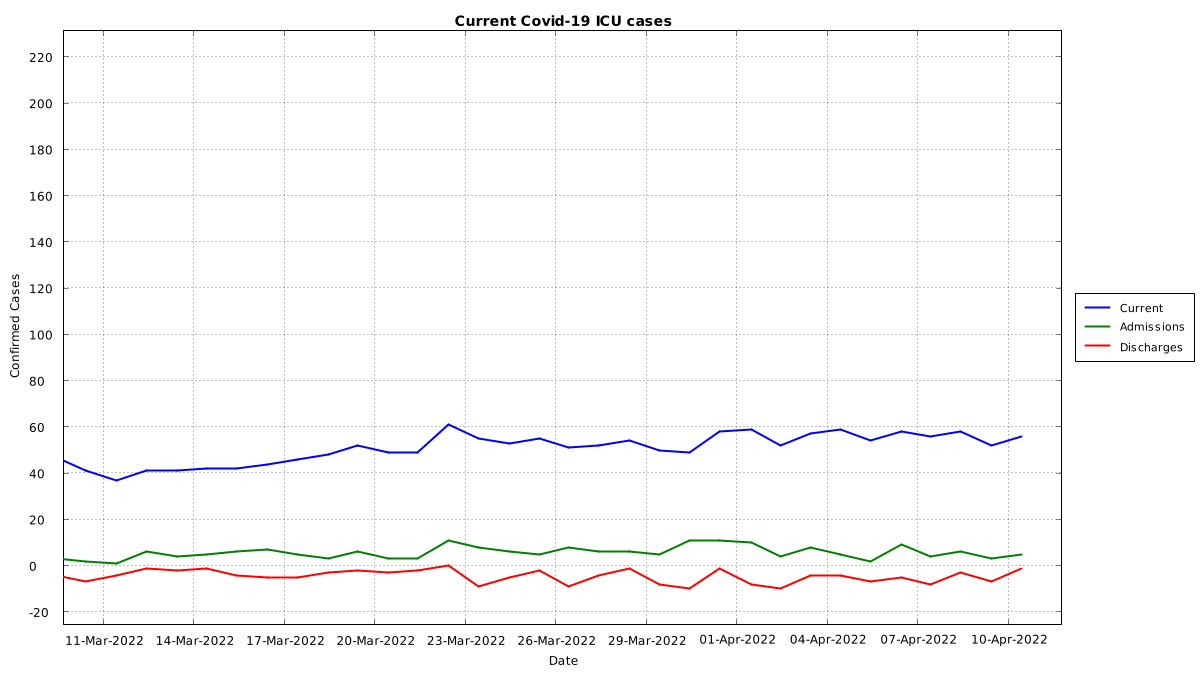 Current Covid-19 ICU cases
Confirmed Cases
220
200
180
160
140
120
100
80
60
40
20
0
-20
11-Mar-2022 14-Mar-2022 17-Mar-2022 20-Mar-2022 23-Mar-2022 26-Mar-2022 29-Mar-2022 01-Apr-2022 04-Apr-2022 07-Apr-2022 10-Apr-2022
Date
Current
Admissions
Discharges